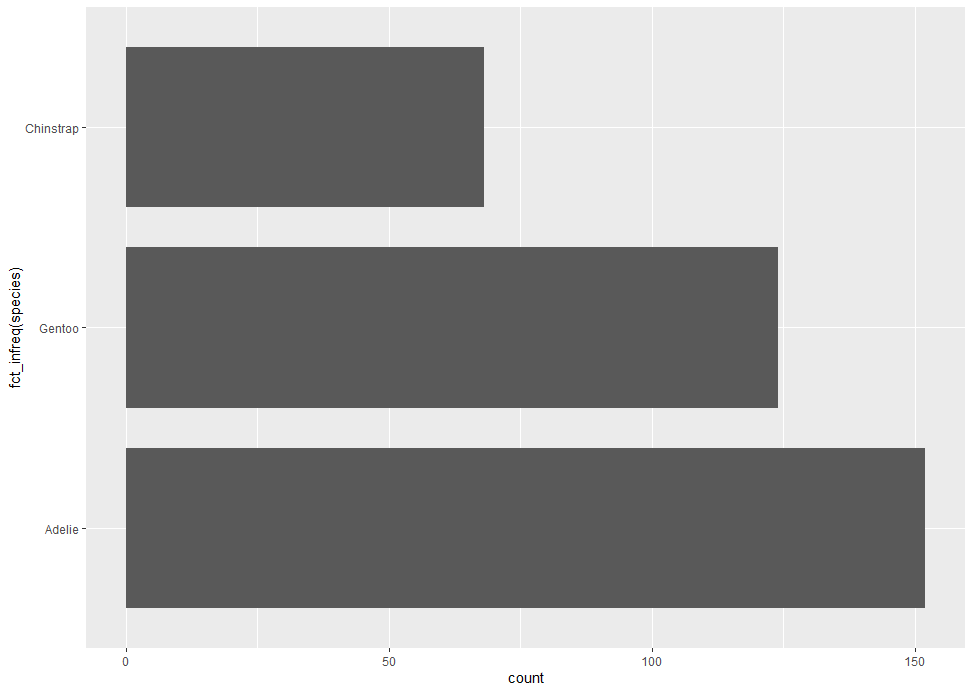 fct_infreq(species)
Chinstrap
Gentoo
Adelie
0 50 100 150
count